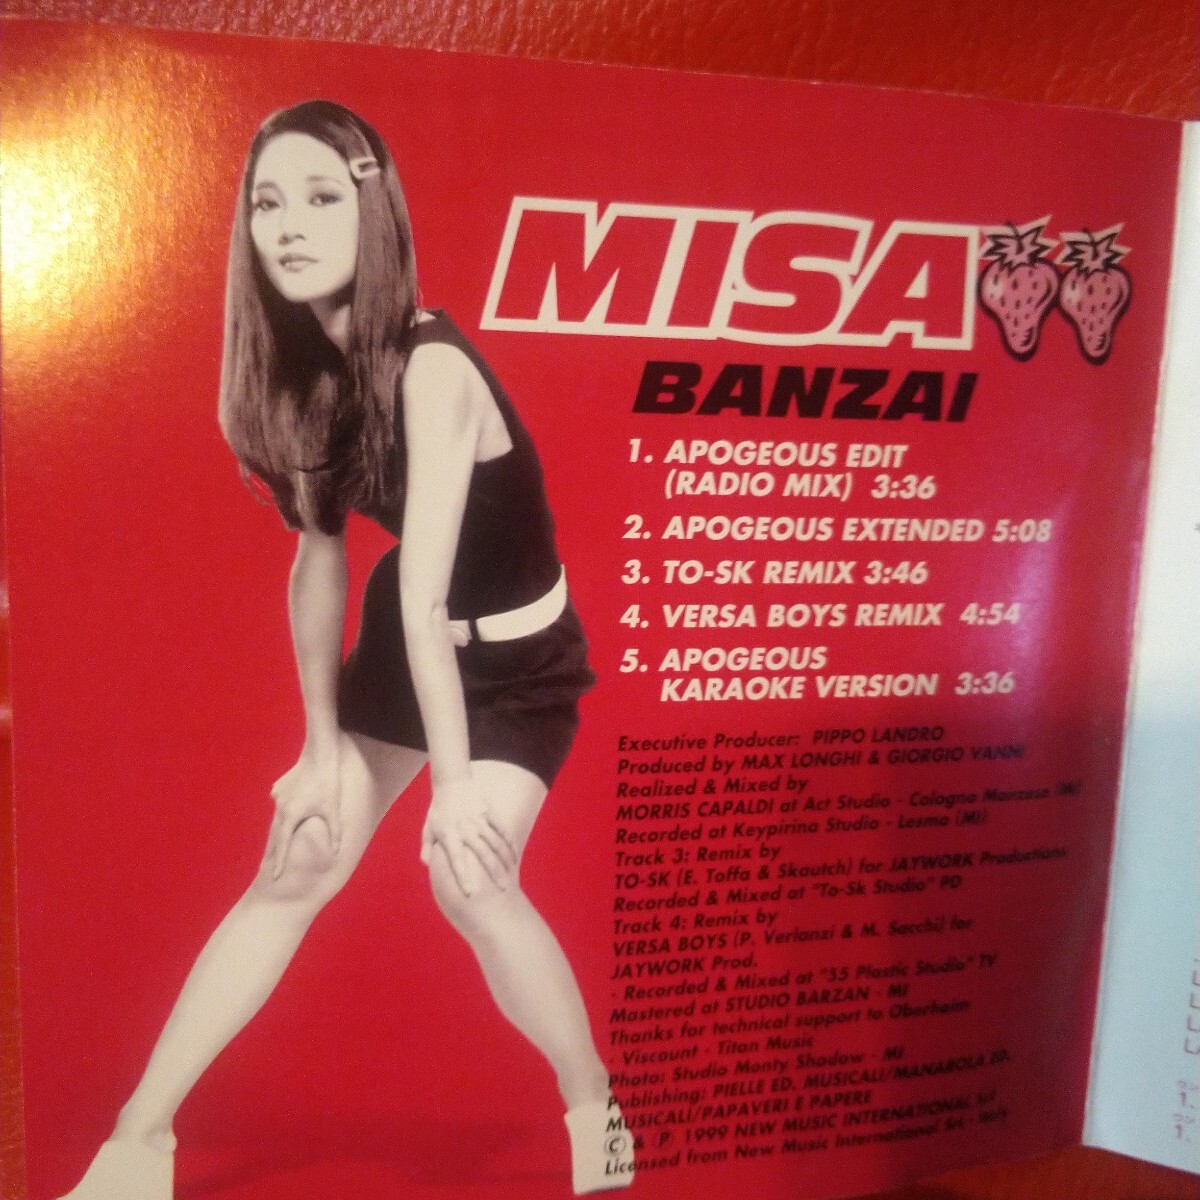 MISA
BANZAI
1. APOGEOUS EDIT
(RADIO MIX) 3:36
2. APOGEOUS EXTENDED 5:08
3. TO-SK REMIX 3:46
4. VERSA BOYS REMIX 4:54
5. APOGEOUS
KARAOKE VERSION 3:36
Executive Producer: PIPPO LANDRO
Produced by MAX LONGHI & GIORGIO VANNI
Realized & Mixed by
MORRIS CAPALDI at Act Studio - Cologno Monzese (MI)
Recorded at Keypirina Studio - Lesmo (MI)
Track 3: Remix by
TO-SK (E. Toffa & Skautch) for JAYWORK Productions
Recorded & Mixed at "To-Sk Studio" PD
Track 4: Remix by
VERSA BOYS (P. Verlanzi & M. Sacchi) for
JAYWORK Prod.
- Recorded & Mixed at "35 Plastic Studio" TV
Mastered at STUDIO BARZAN - MI
Thanks for technical support to Oberheim
- Viscount - Titan Music
Photo: Studio Monty Shadow - MI
Publishing: PIELLE ED. MUSICALI/MANAROLA ED.
MUSICALI/PAPAVERI E PAPERE
© & ℗ 1999 NEW MUSIC INTERNATIONAL Srl
Licensed from New Music International Srl - Italy